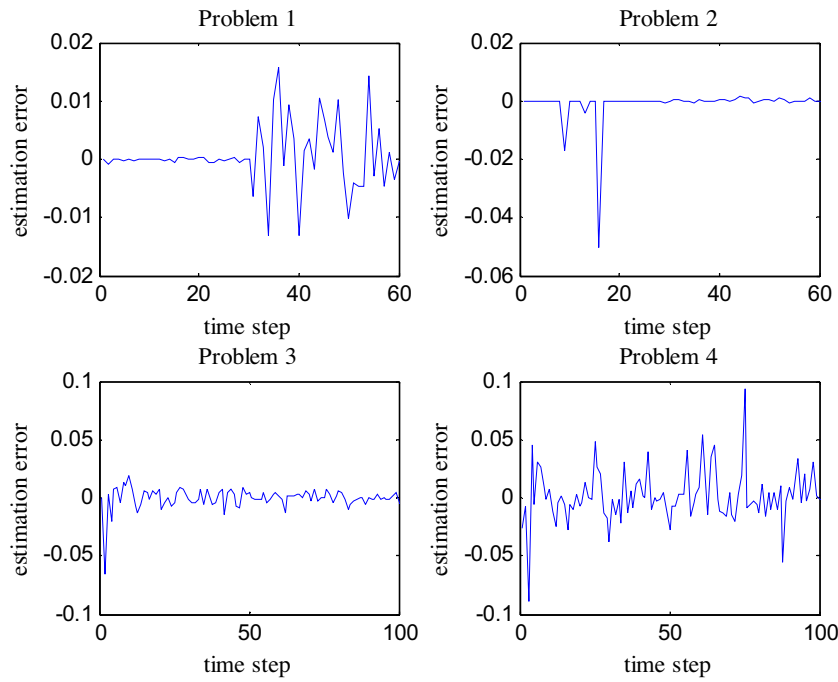 Problem 1
0.02
0.01
0
-0.01
-0.02
estimation error
0
20
40
60
time step
Problem 2
0.02
0
-0.02
-0.04
-0.06
estimation error
0
20
40
60
time step
Problem 3
0.1
0.05
0
-0.05
-0.1
estimation error
0
50
100
time step
Problem 4
0.1
0.05
0
-0.05
-0.1
estimation error
0
50
100
time step